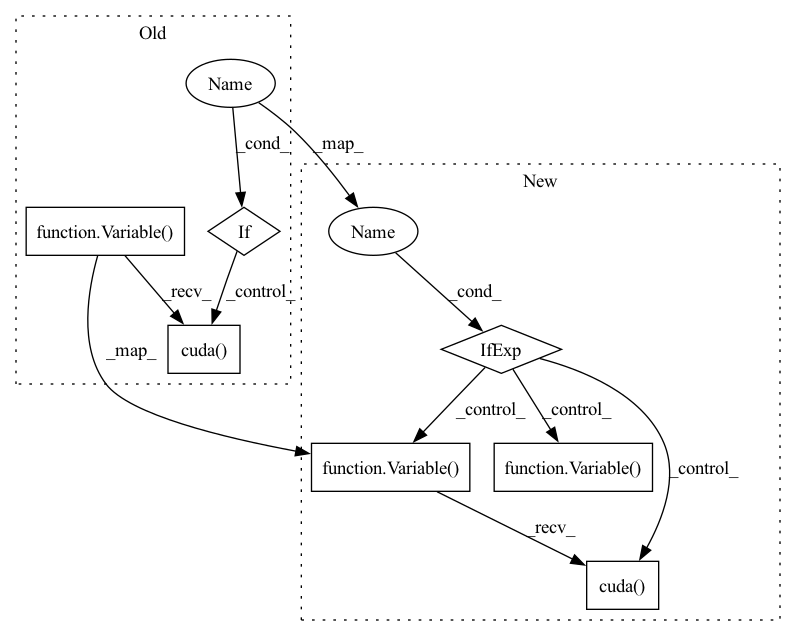 Old
Name
_cond_
_map_
New
function.Variable()
If
Name
_recv_
_control_
_cond_
_map_
cuda()
IfExp
_control_
_control_
function.Variable()
function.Variable()
_control_
_recv_
cuda()